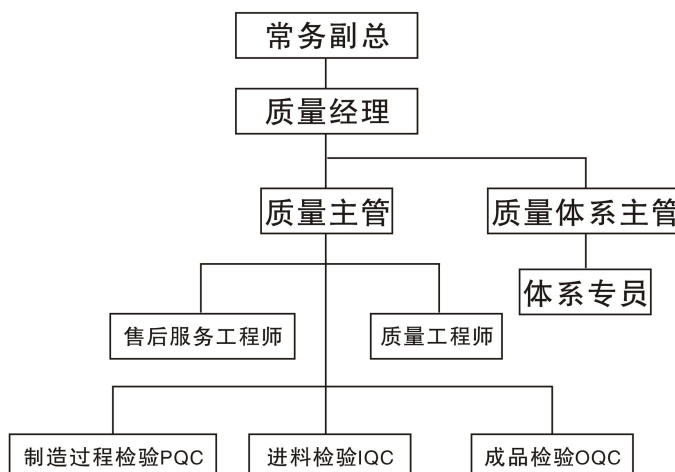 常务副总
质量经理
质量主管
质量体系主管
体系专员
售后服务工程师
质量工程师
制造过程检验PQC
进料检验IQC
成品检验OQC